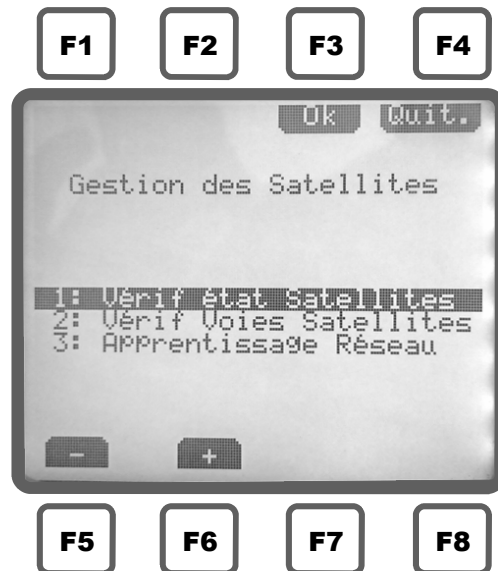 F1 F2 F3 F4
Ok Quit.
Gestion des Satellites
1: Vérif état Satellites
2: Vérif Voies Satellites
3: Apprentissage Réseau
- +
F5 F6 F7 F8